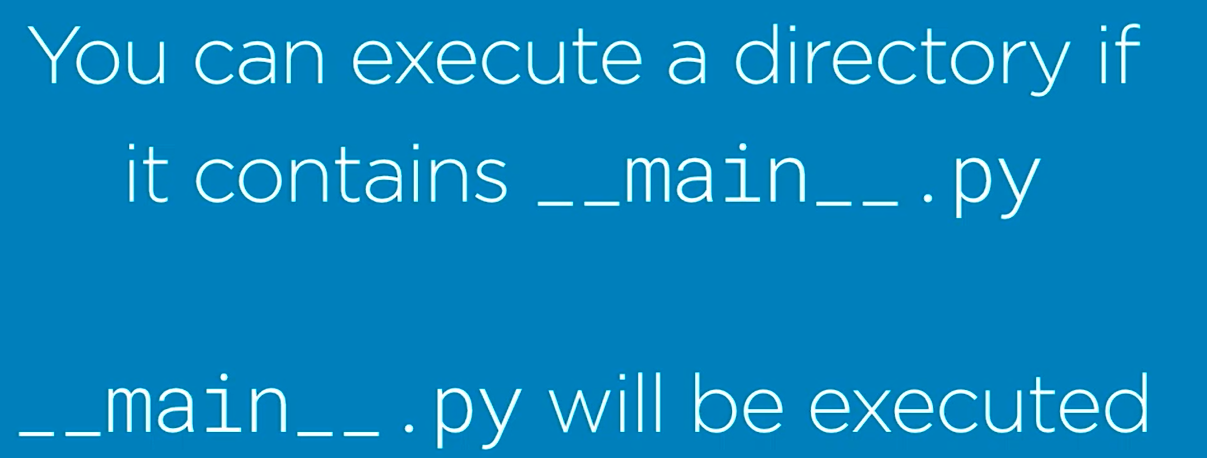 You can execute a directory if
it contains __main__.py
__main__.py will be executed